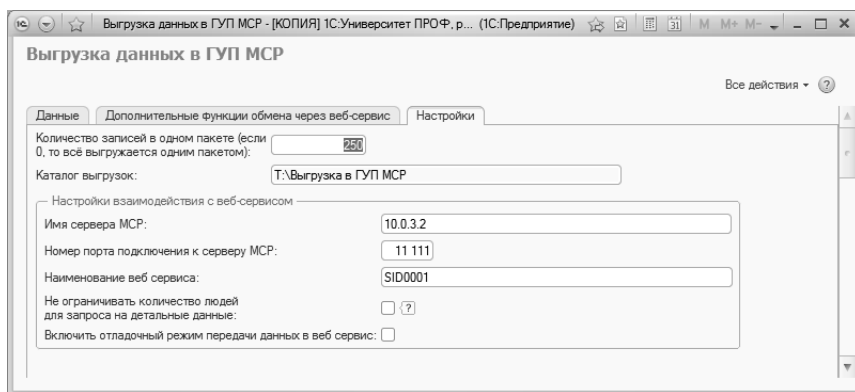 Выгрузка данных в ГУП МСР - [КОПИЯ] 1С:Университет ПРОФ, р... (1С:Предприятие)
M M+ M-
Выгрузка данных в ГУП МСР
Все действия
Данные
Дополнительные функции обмена через веб-сервис
Настройки
Количество записей в одном пакете (если
0, то всё выгружается одним пакетом):
250
Каталог выгрузок:
T:\Выгрузка в ГУП МСР
Настройки взаимодействия с веб-сервисом
Имя сервера МСР:
10.0.3.2
Номер порта подключения к серверу МСР:
11 111
Наименование веб сервиса:
SID0001
Не ограничивать количество людей
для запроса на детальные данные:
?
Включить отладочный режим передачи данных в веб сервис: